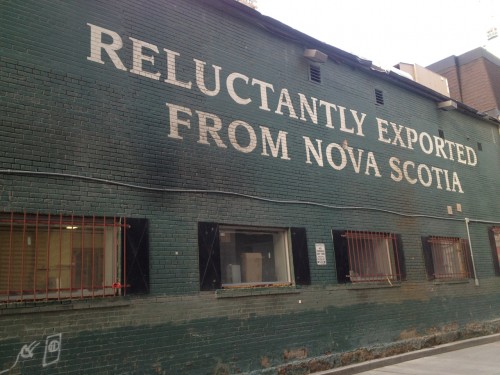 RELUCTANTLY EXPORTED
FROM NOVA SCOTIA